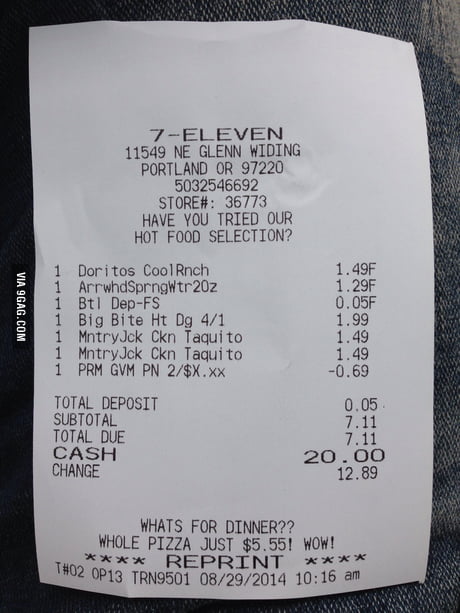 7-ELEVEN
11549 NE GLENN WIDING
PORTLAND OR 97220
5032546692
STORE#: 36773
HAVE YOU TRIED OUR
HOT FOOD SELECTION?
1 Doritos CoolRnch 1.49F
1 ArrwhdSprngWtr20z 1.29F
1 Btl Dep-FS 0.05F
1 Big Bite Ht Dg 4/1 1.99
1 MntryJck Ckn Taquito 1.49
1 MntryJck Ckn Taquito 1.49
1 PRM GVM PN 2/$X.xx -0.69
TOTAL DEPOSIT 0.05
SUBTOTAL 7.11
TOTAL DUE 7.11
CASH 20.00
CHANGE 12.89
WHATS FOR DINNER??
WHOLE PIZZA JUST $5.55! WOW!
**** REPRINT ****
T#02 OP13 TRN9501 08/29/2014 10:16 am
VIA 9GAG.COM